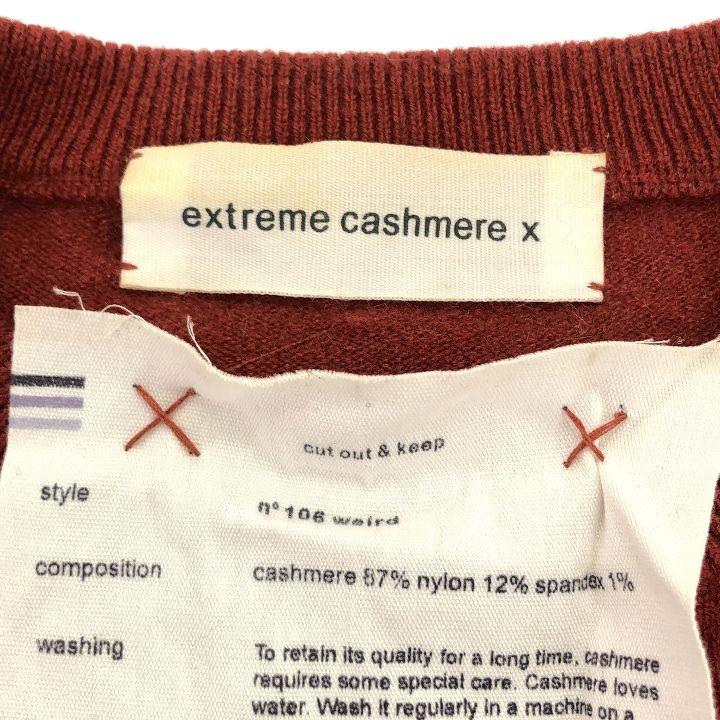 extreme cashmere x
cut out & keep
style
n° 106 weird
composition
cashmere 87% nylon 12% spandex 1%
washing
To retain its quality for a long time, cashmere
requires some special care. Cashmere loves
water. Wash it regularly in a machine on a